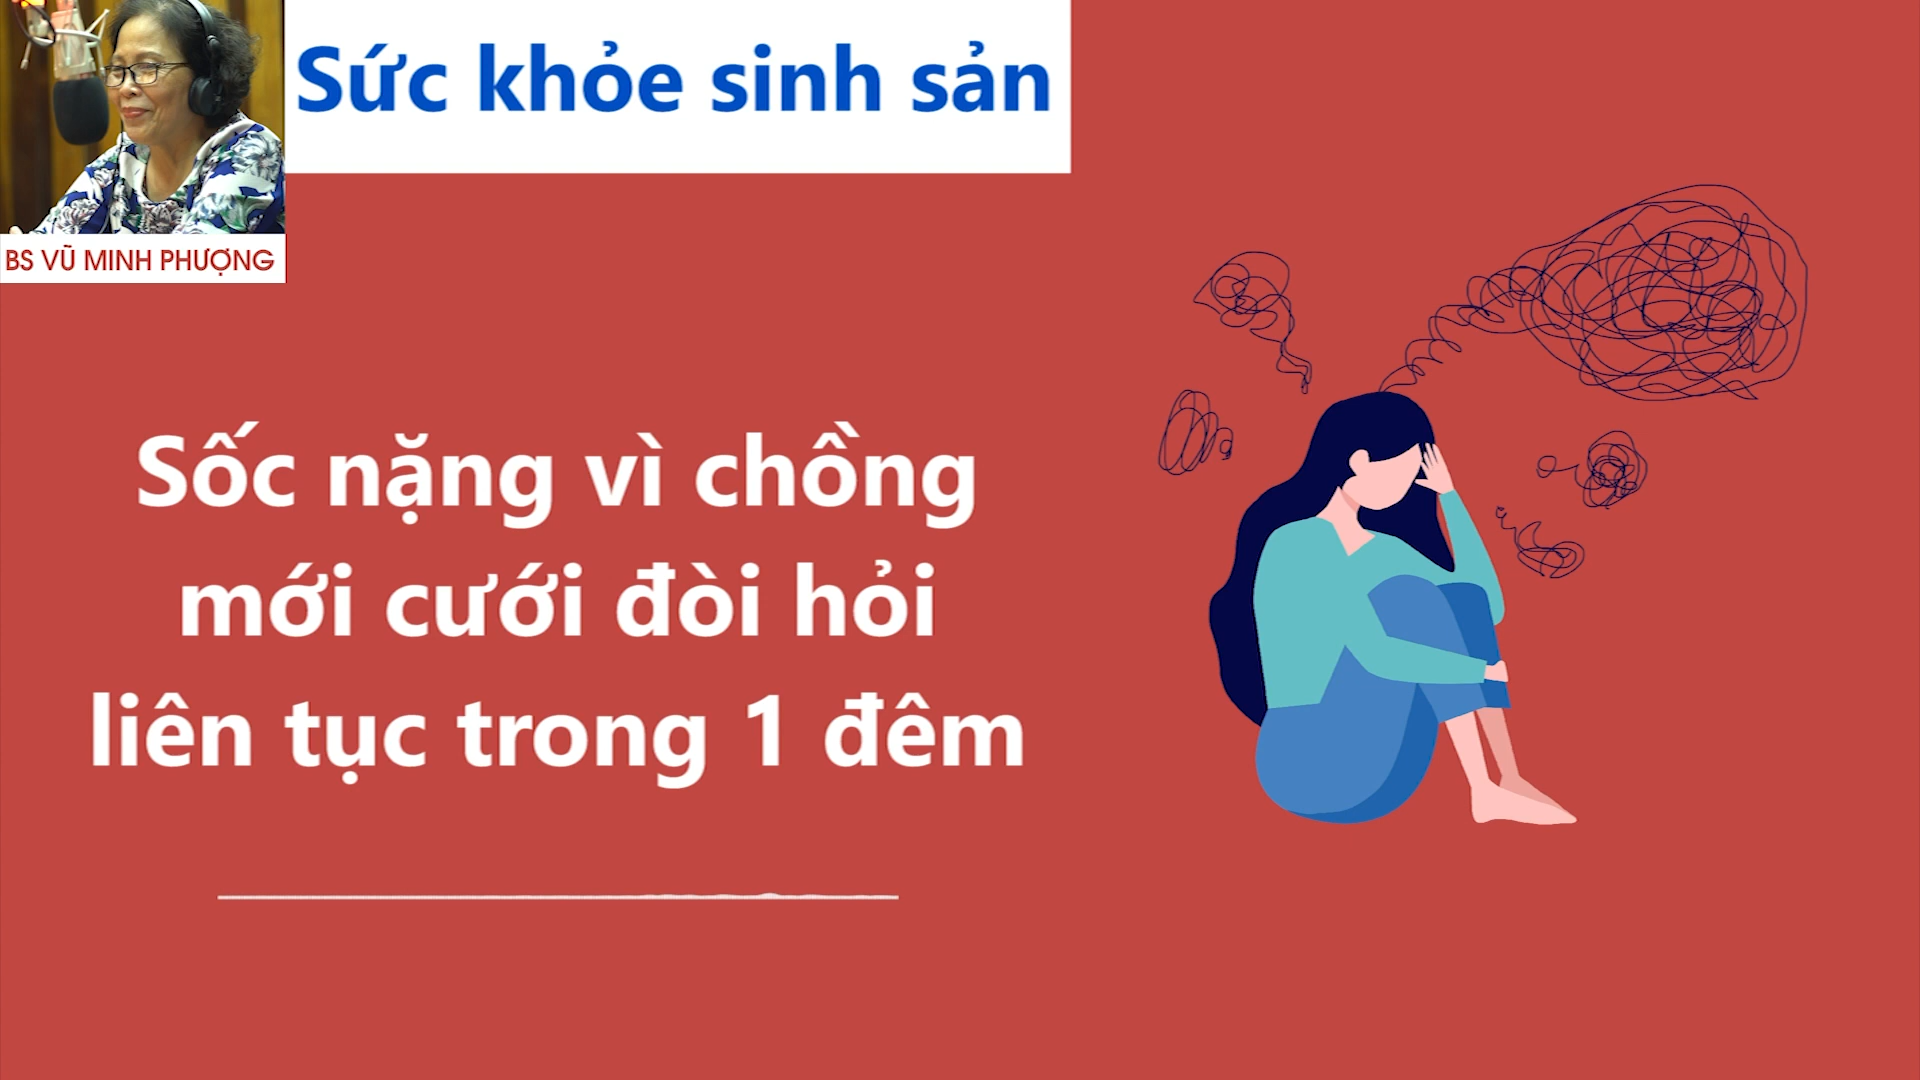 Sức khỏe sinh sản
BS VŨ MINH PHƯỢNG
Sốc nặng vì chồng
mới cưới đòi hỏi
liên tục trong 1 đêm